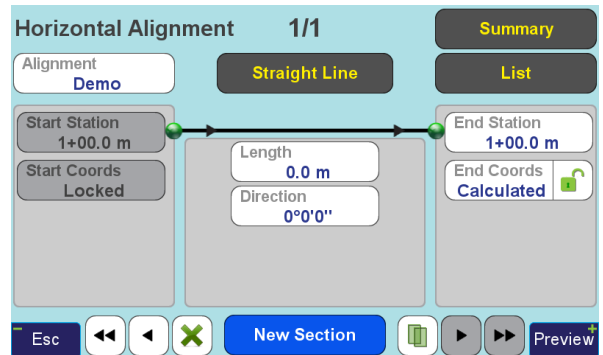 Horizontal Alignment 1/1
Summary
Alignment
Demo
Straight Line
List
Start Station
1+00.0 m
Start Coords
Locked
Length
0.0 m
Direction
0°0'0''
End Station
1+00.0 m
End Coords
Calculated
Esc
New Section
Preview